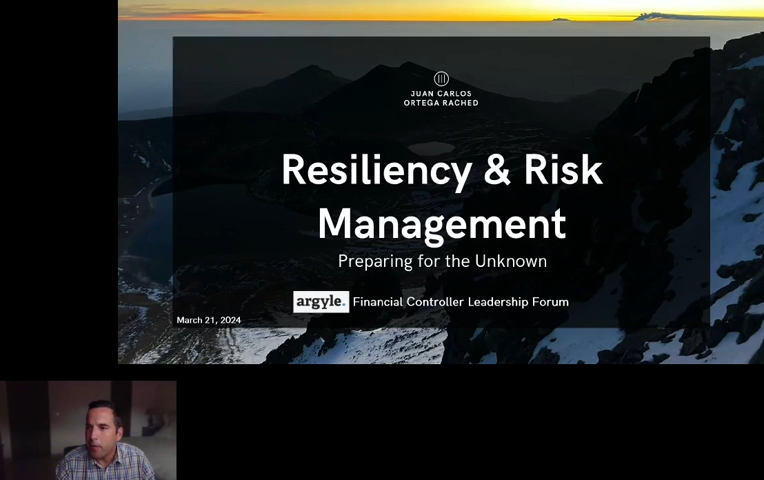 JUAN CARLOS
ORTEGA RACHED
Resiliency & Risk
Management
Preparing for the Unknown
argyle. Financial Controller Leadership Forum
March 21, 2024